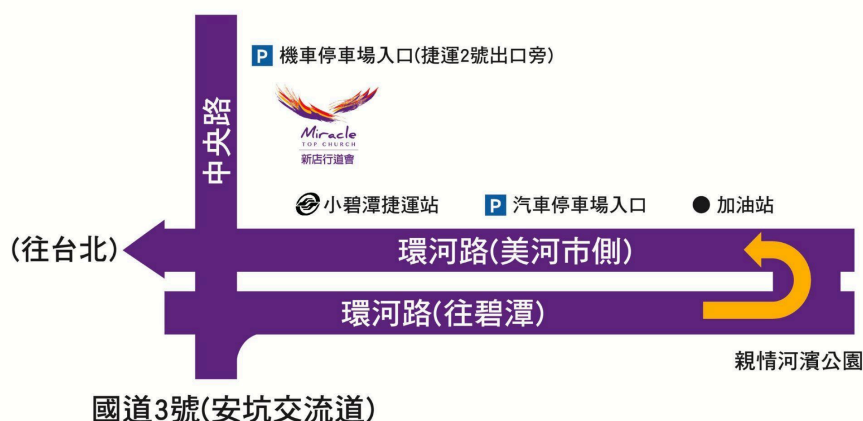 P 機車停車場入口(捷運2號出口旁)
中央路
Miracle
TOP CHURCH
新店行道會
小碧潭捷運站
P 汽車停車場入口
加油站
(往台北)
環河路(美河市側)
環河路(往碧潭)
親情河濱公園
國道3號(安坑交流道)